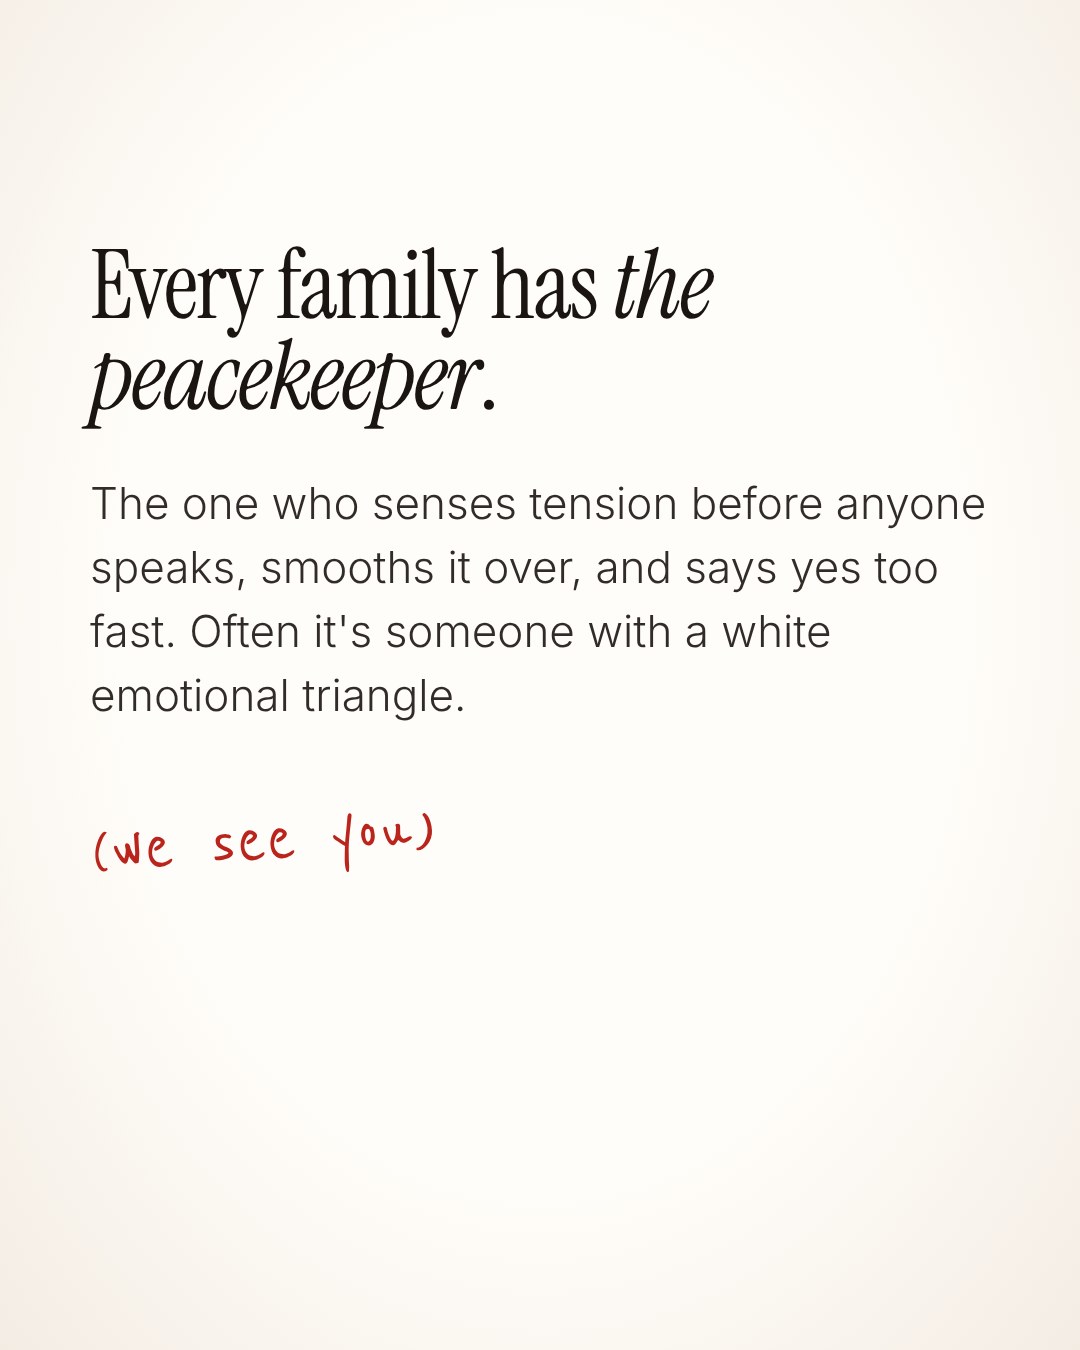 Every family has the
peacekeeper.
The one who senses tension before anyone
speaks, smooths it over, and says yes too
fast. Often it's someone with a white
emotional triangle.
(we see you)